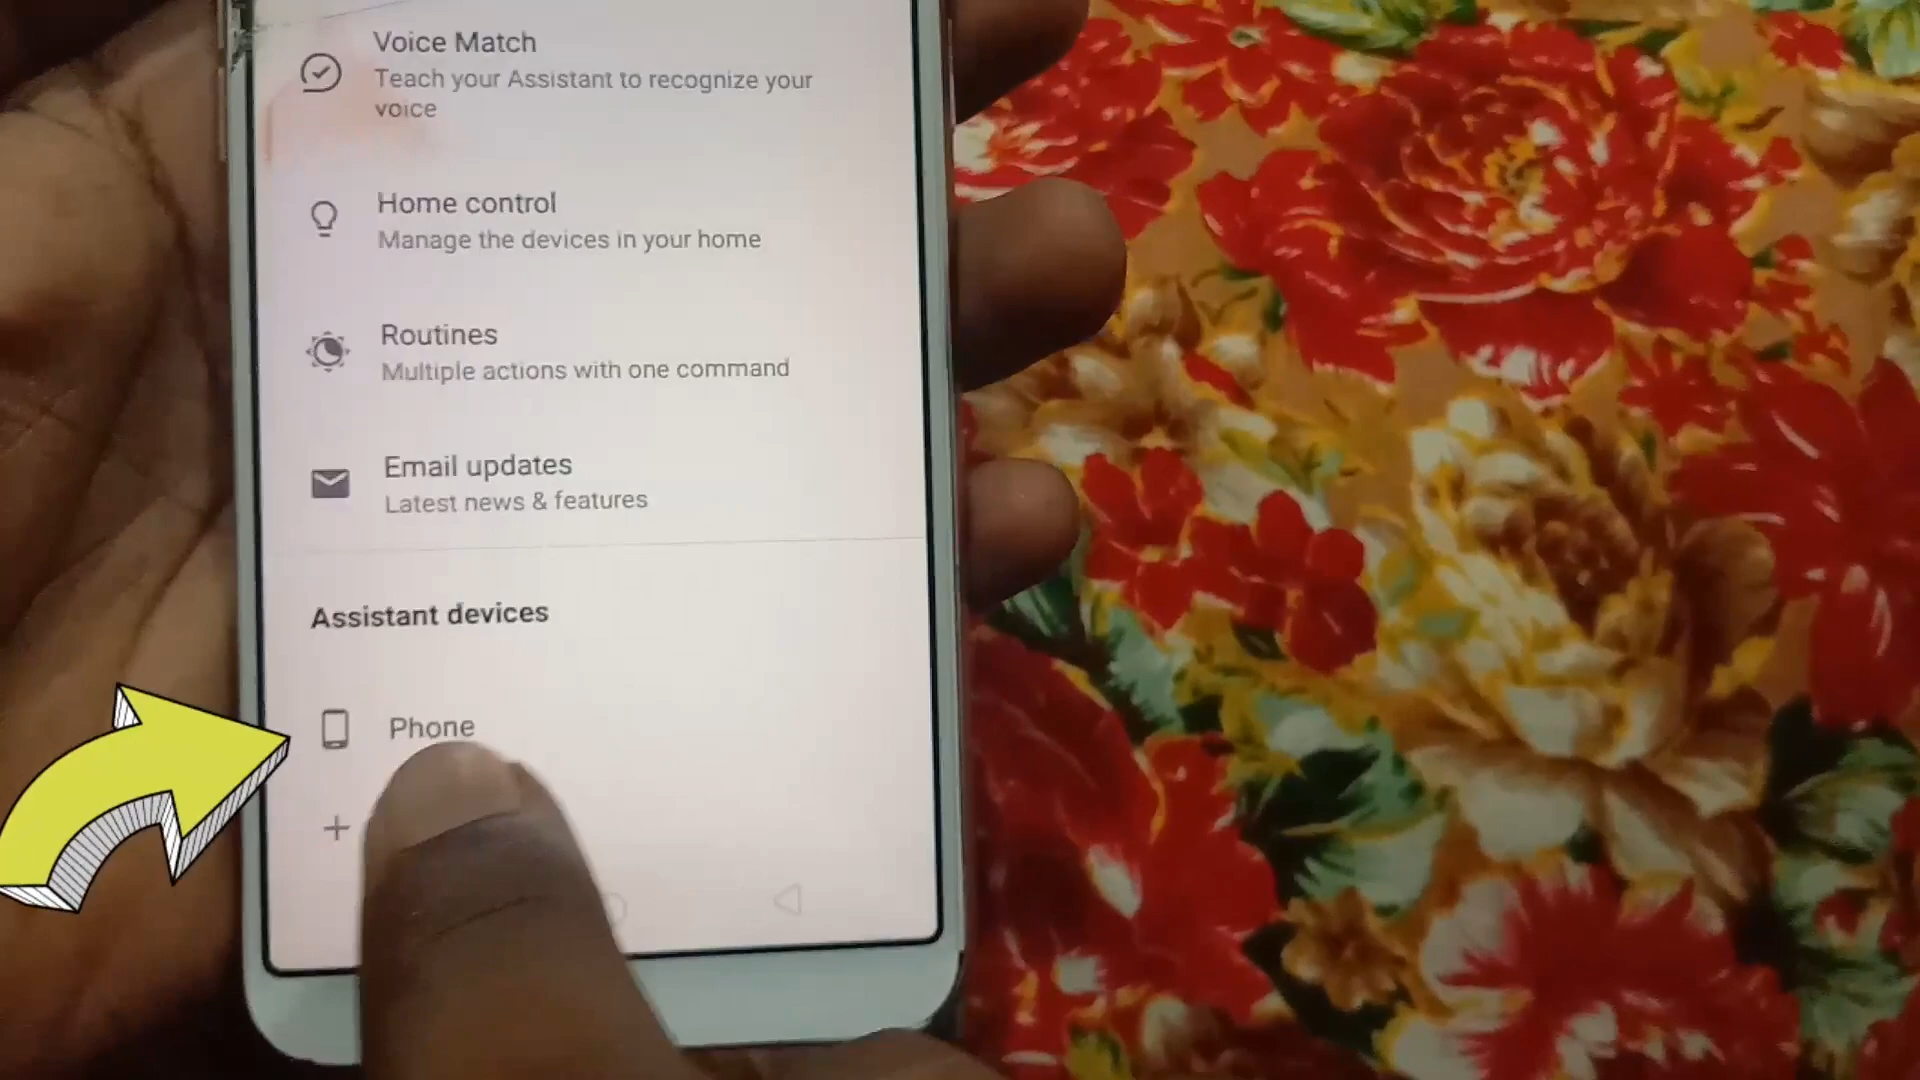 Voice Match
Teach your Assistant to recognize your
voice
Home control
Manage the devices in your home
Routines
Multiple actions with one command
Email updates
Latest news & features
Assistant devices
Phone
+